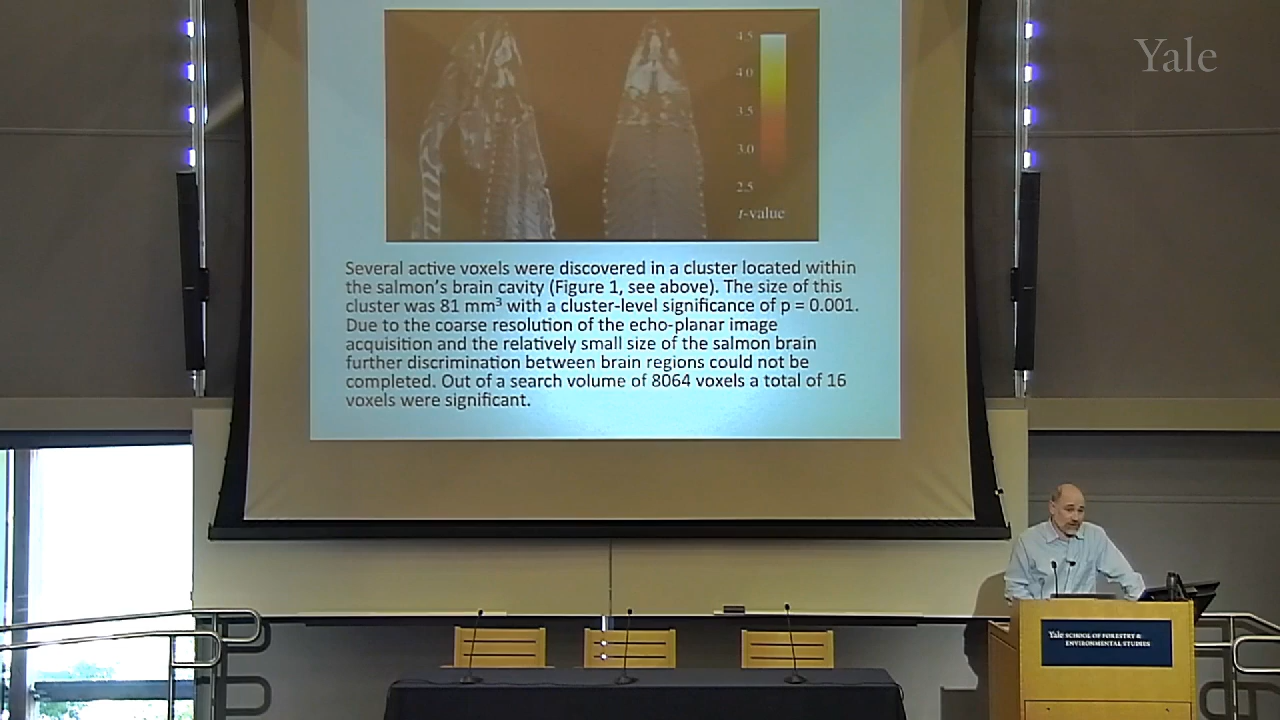 Yale
4.5
4.0
3.5
3.0
2.5
t-value
Several active voxels were discovered in a cluster located within
the salmon's brain cavity (Figure 1, see above). The size of this
cluster was 81 mm³ with a cluster-level significance of p = 0.001.
Due to the coarse resolution of the echo-planar image
acquisition and the relatively small size of the salmon brain
further discrimination between brain regions could not be
completed. Out of a search volume of 8064 voxels a total of 16
voxels were significant.
Yale SCHOOL OF FORESTRY &
ENVIRONMENTAL STUDIES